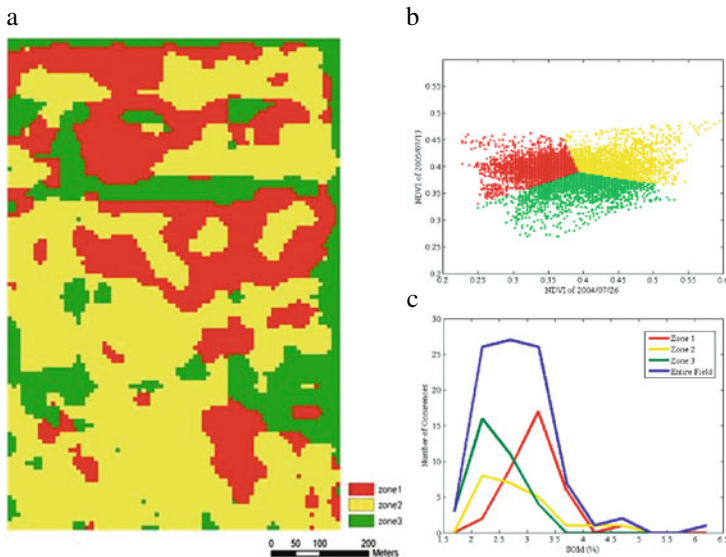 a
zone1
zone2
zone3
0 50 100 200
Meters
b
0.55
0.5
0.45
0.4
0.35
0.3
0.25
0.2
0.2 0.25 0.3 0.35 0.4 0.45 0.5 0.55 0.6
NDVI of 2005/07/13
NDVI of 2004/07/26
c
30
25
20
15
10
5
0
1.5 2 2.5 3 3.5 4 4.5 5 5.5 6 6.5
Number of Occurences
SOM (%)
Zone 1
Zone 2
Zone 3
Entire Field